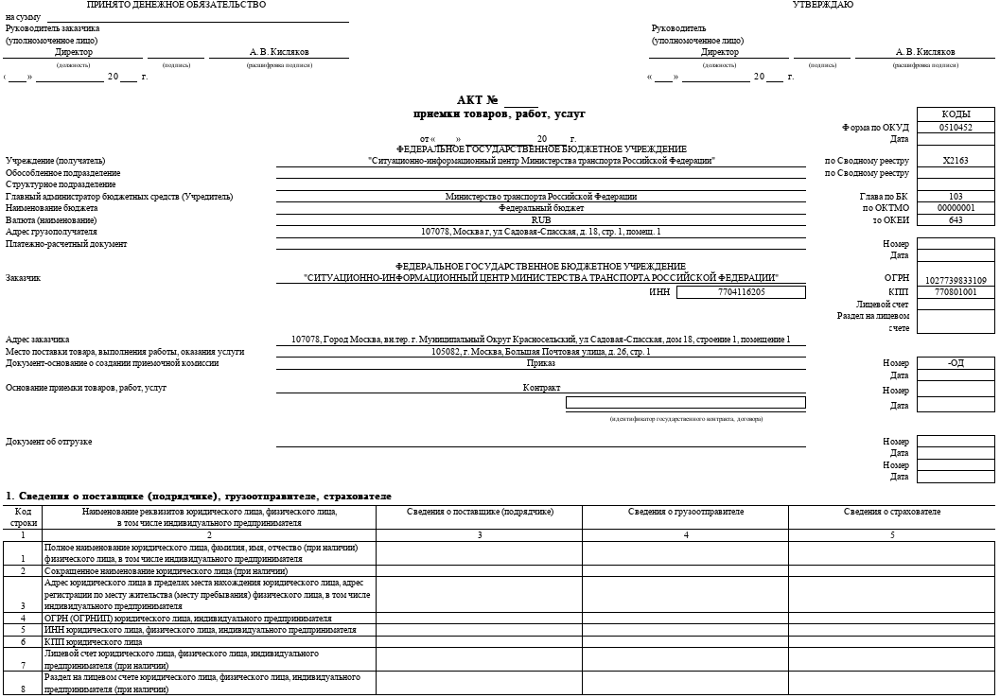 ПРИНЯТО ДЕНЕЖНОЕ ОБЯЗАТЕЛЬСТВО
УТВЕРЖДАЮ
на сумму
Руководитель заказчика
Руководитель
(уполномоченное лицо)
(уполномоченное лицо)
Директор А. В. Кисляков
Директор А. В. Кисляков
(должность) (подпись) (расшифровка подписи)
(должность) (подпись) (расшифровка подписи)
‹ ___ » ______ 20 ___ г.
« ___ » ______ 20 ___ г.
АКТ № ____
приемки товаров, работ, услуг
КОДЫ
Форма по ОКУД 0510452
от « ___ » ______ 20 ___ г. Дата
ФЕДЕРАЛЬНОЕ ГОСУДАРСТВЕННОЕ БЮДЖЕТНОЕ УЧРЕЖДЕНИЕ
Учреждение (получатель) "Ситуационно-информационный центр Министерства транспорта Российской Федерации" по Сводному реестру Х2163
Обособленное подразделение по Сводному реестру
Структурное подразделение
Главный администратор бюджетных средств (Учредитель) Министерство транспорта Российской Федерации Глава по БК 103
Наименование бюджета Федеральный бюджет по ОКТМО 00000001
Валюта (наименование) RUB то ОКЕИ 643
Адрес грузополучателя 107078, Москва г, ул Садовая-Спасская, д. 18, стр. 1, помещ. 1
Платежно-расчетный документ Номер
Дата
ФЕДЕРАЛЬНОЕ ГОСУДАРСТВЕННОЕ БЮДЖЕТНОЕ УЧРЕЖДЕНИЕ
Заказчик "СИТУАЦИОННО-ИНФОРМАЦИОННЫЙ ЦЕНТР МИНИСТЕРСТВА ТРАНСПОРТА РОССИЙСКОЙ ФЕДЕРАЦИИ" ОГРН 1027739833109
ИНН 7704116205 КПП 770801001
Лицевой счет
Раздел на лицевом
счете
Адрес заказчика 107078, Город Москва, вн.тер. г. Муниципальный Округ Красносельский, ул Садовая-Спасская, дом 18, строение 1, помещение 1
Место поставки товара, выполнения работы, оказания услуги 105082, г. Москва, Большая Почтовая улица, д. 26, стр. 1
Документ-основание о создании приемочной комиссии Приказ Номер -ОД
Дата
Основание приемки товаров, работ, услуг Контракт Номер
Дата
(идентификатор государственного контракта, договора)
Документ об отгрузке Номер
Дата
Номер
Дата
1. Сведения о поставщике (подрядчике), грузоотправителе, страхователе
Код Наименование реквизитов юридического лица, физического лица, Сведения о поставщике (подрядчике) Сведения о грузоотправителе Сведения о страхователе
строки в том числе индивидуального предпринимателя
1 2 3 4 5
Полное наименование юридического лица, фамилия, имя, отчество (при наличии)
1 физического лица, в том числе индивидуального предпринимателя
2 Сокращенное наименование юридического лица (при наличии)
Адрес юридического лица в пределах места нахождения юридического лица, адрес
регистрации по месту жительства (месту пребывания) физического лица, в том числе
3 индивидуального предпринимателя
4 ОГРН (ОГРНИП) юридического лица, индивидуального предпринимателя
5 ИНН юридического лица, физического лица, индивидуального предпринимателя
6 КПП юридического лица
Лицевой счет юридического лица, физического лица, индивидуального
7 предпринимателя (при наличии)
Раздел на лицевом счете юридического лица, физического лица, индивидуального
8 предпринимателя (при наличии)